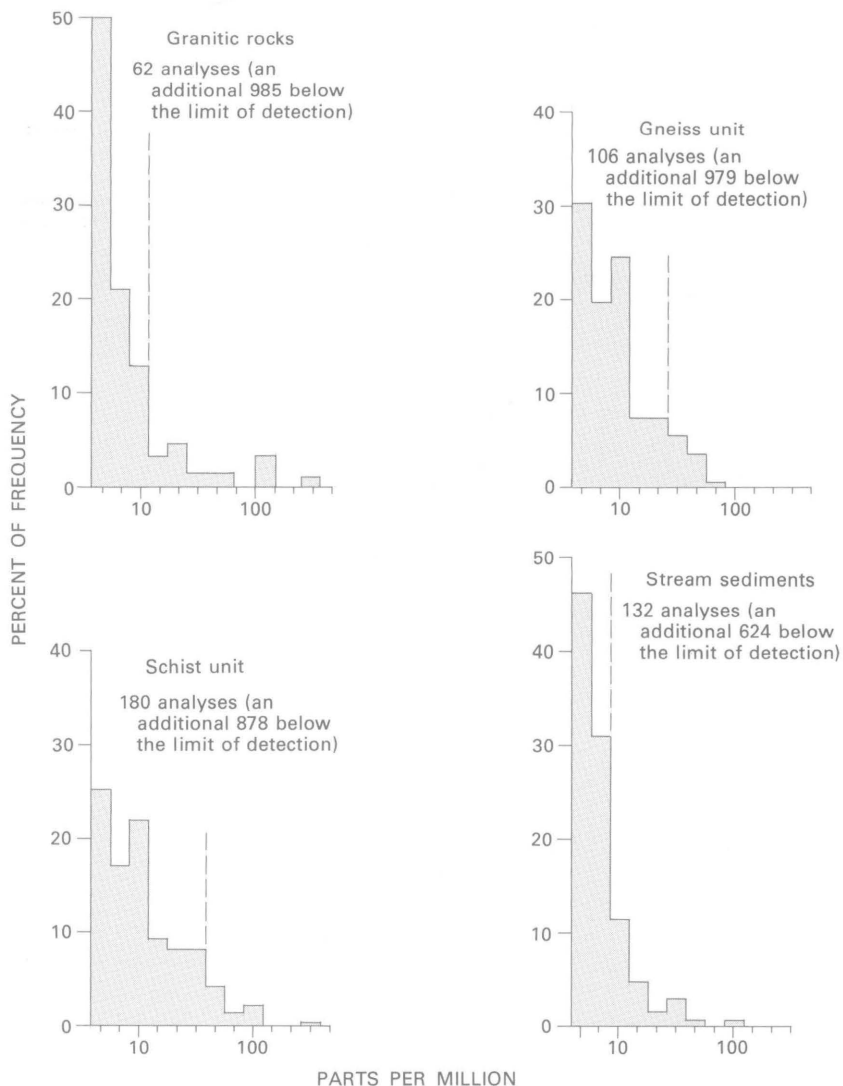 50
40
30
20
10
0
Granitic rocks
62 analyses (an
additional 985 below
the limit of detection)
10 100
40
30
20
10
0
Gneiss unit
106 analyses (an
additional 979 below
the limit of detection)
10 100
PERCENT OF FREQUENCY
40
30
20
10
0
Schist unit
180 analyses (an
additional 878 below
the limit of detection)
10 100
50
40
30
20
10
0
Stream sediments
132 analyses (an
additional 624 below
the limit of detection)
10 100
PARTS PER MILLION